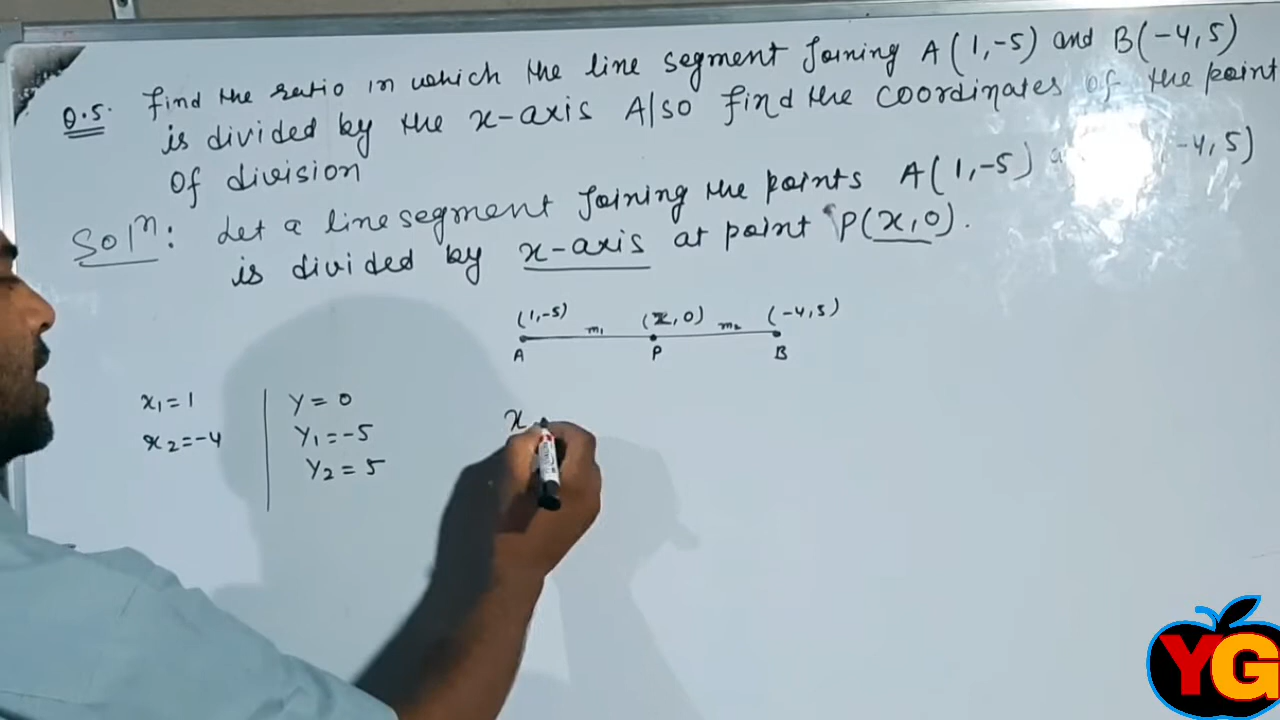 Q.5. Find the ratio in which the line segment Joining A(1,-5) and B(-4,5)
is divided by the x-axis Also find the coordinates of the point
Of division
Solⁿ: Let a line segment Joining the points A(1,-5) a -4,5)
is divided by x-axis at point P(x,0).
(1,-5) m₁ (x,0) m₂ (-4,5)
A P B
x₁=1 y=0
x₂=-4 y₁=-5
y₂=5
x
YG